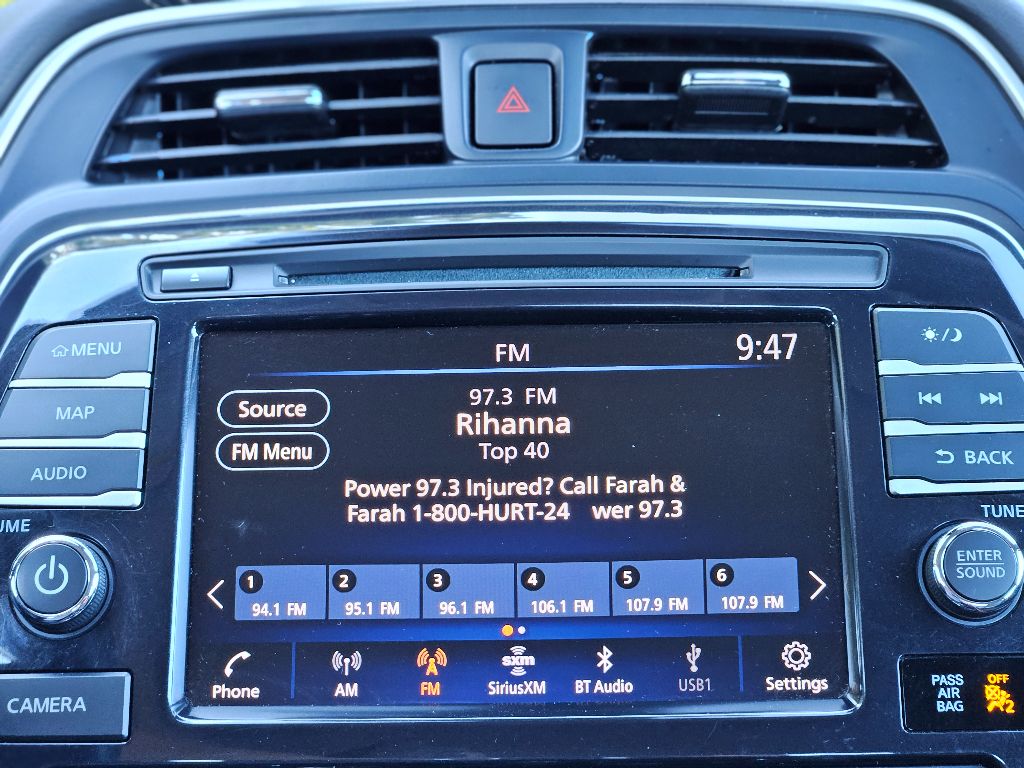 FM
9:47
MENU
MAP
AUDIO
UME
CAMERA
Source
FM Menu
97.3 FM
Rihanna
Top 40
Power 97.3 Injured? Call Farah &
Farah 1-800-HURT-24 wer 97.3
1 2 3 4 5 6
94.1 FM 95.1 FM 96.1 FM 106.1 FM 107.9 FM 107.9 FM
Phone AM FM SiriusXM BT Audio USB1 Settings
sxm
BACK
TUNE
ENTER
SOUND
PASS
AIR
BAG
OFF
2